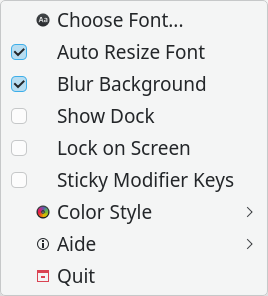 Choose Font...
Auto Resize Font
Blur Background
Show Dock
Lock on Screen
Sticky Modifier Keys
Color Style
Aide
Quit